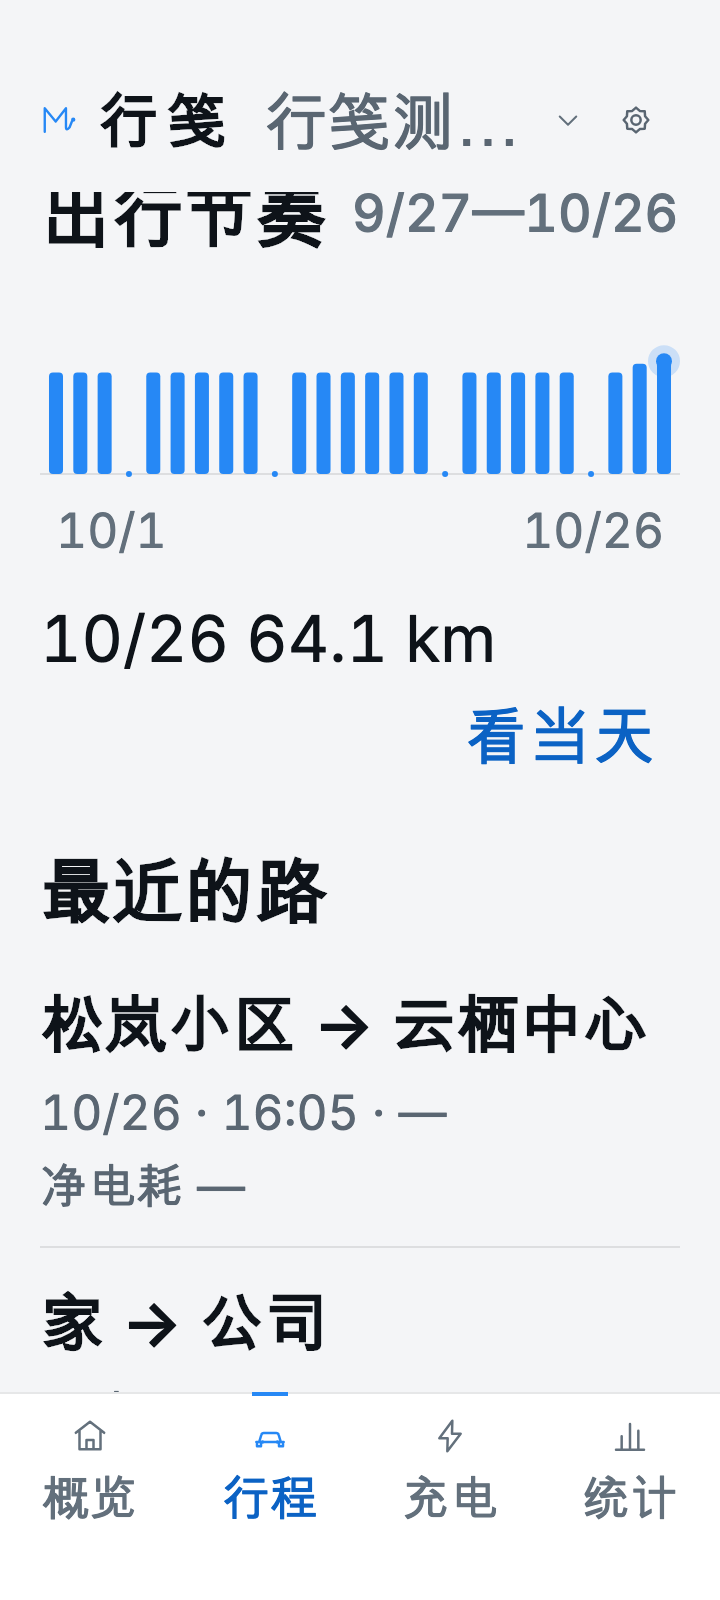 行笺 行笺测…
出行节奏 9/27—10/26
10/1 10/26
10/26 64.1 km
看当天
最近的路
松岚小区 → 云栖中心
10/26 · 16:05 · —
净电耗 —
家 → 公司
概览 行程 充电 统计